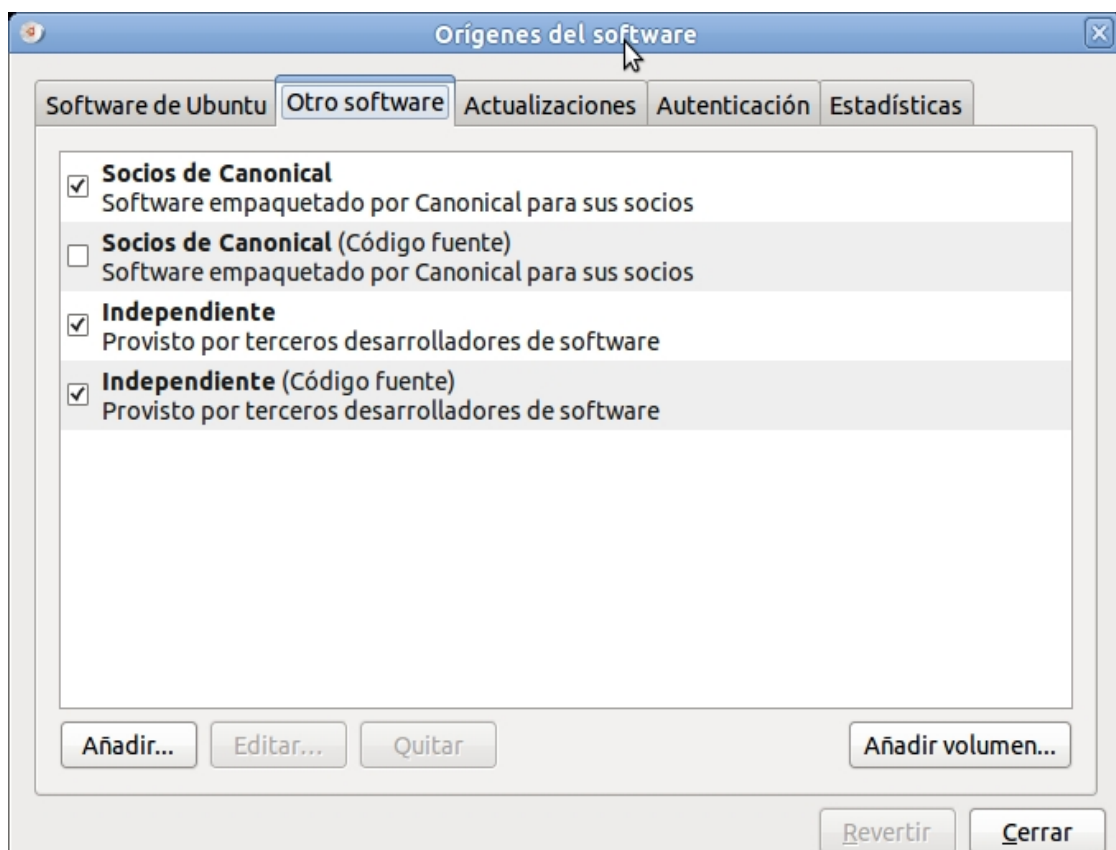 Orígenes del software
Software de Ubuntu Otro software Actualizaciones Autenticación Estadísticas
Socios de Canonical
Software empaquetado por Canonical para sus socios
Socios de Canonical (Código fuente)
Software empaquetado por Canonical para sus socios
Independiente
Provisto por terceros desarrolladores de software
Independiente (Código fuente)
Provisto por terceros desarrolladores de software
Añadir... Editar... Quitar Añadir volumen...
Revertir Cerrar